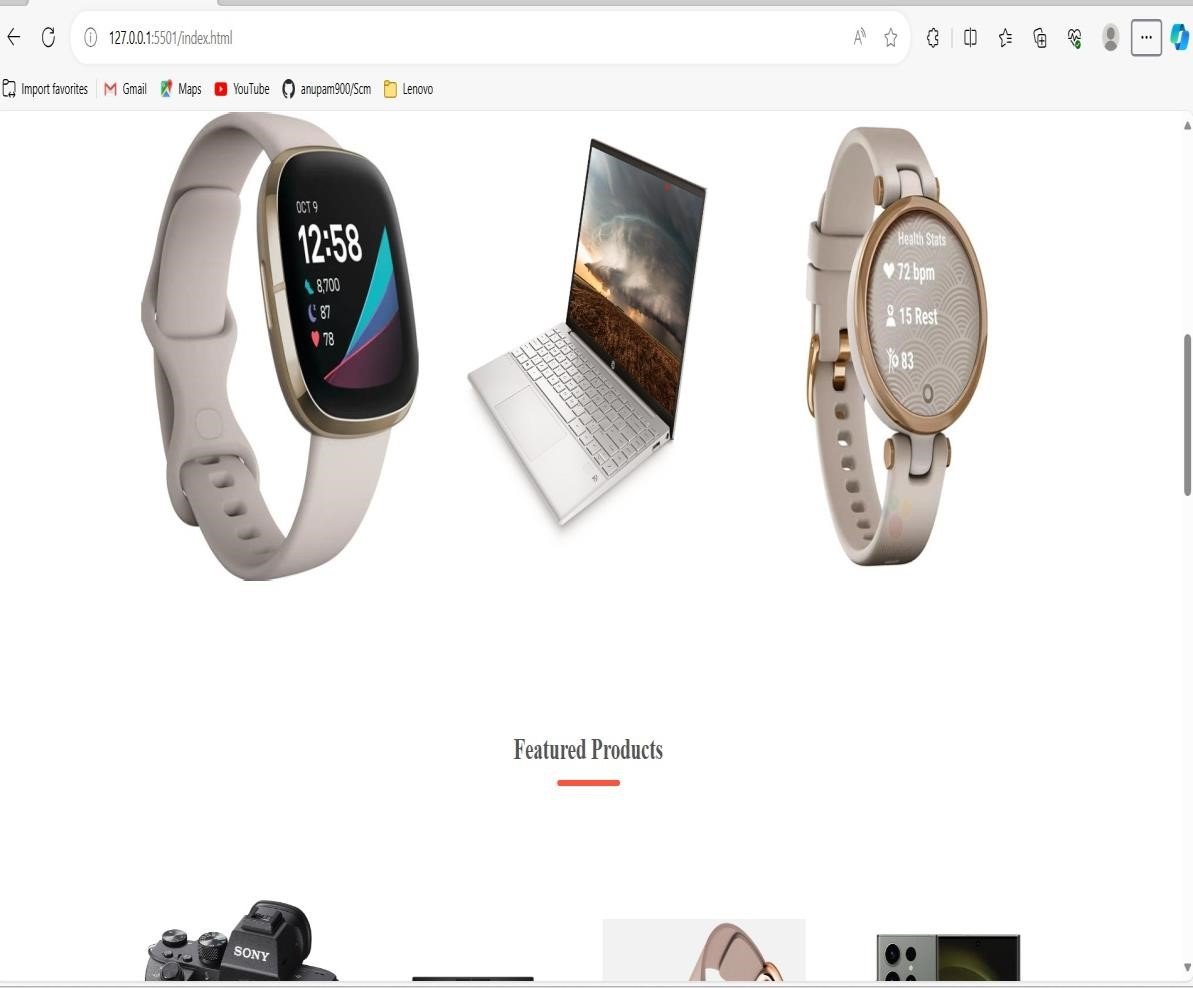 127.0.0.1:5501/index.html
Import favorites
Gmail
Maps
YouTube
anupam900/Scm
Lenovo
OCT 9
12:58
8,700
87
78
Health Stats
72 bpm
15 Rest
83
Featured Products
SONY